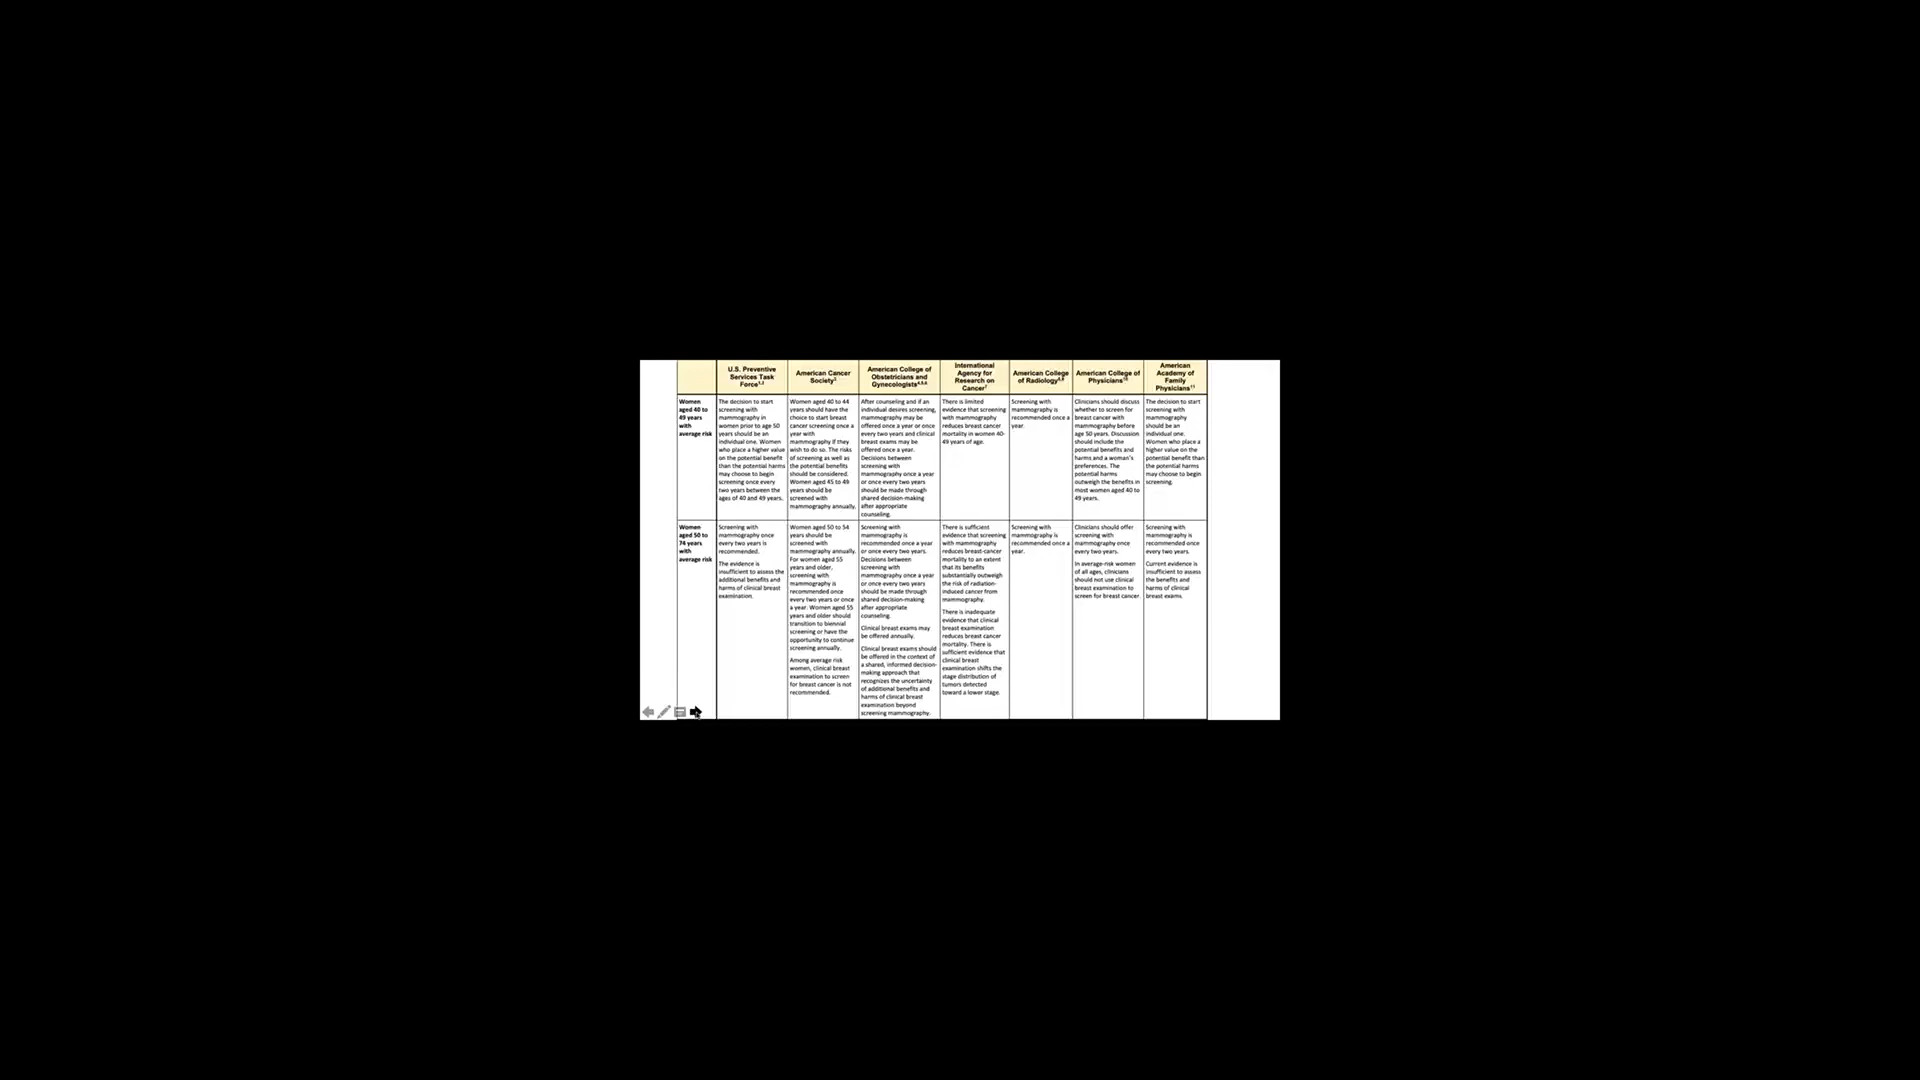 U.S. Preventive
Services Task
Force1,2
American Cancer
Society3
American College of
Obstetricians and
Gynecologists4,5,6
International
Agency for
Research on
Cancer7
American College
of Radiology8,9
American College of
Physicians10
American
Academy of
Family
Physicians11
Women
aged 40 to
49 years
with
average risk
The decision to start
screening with
mammography in
women prior to age 50
years should be an
individual one. Women
who place a higher value
on the potential benefit
than the potential harms
may choose to begin
screening once every
two years between the
ages of 40 and 49 years.
Women aged 40 to 44
years should have the
choice to start breast
cancer screening once a
year with
mammography if they
wish to do so. The risks
of screening as well as
the potential benefits
should be considered.
Women aged 45 to 49
years should be
screened with
mammography annually.
After counseling and if an
individual desires screening,
mammography may be
offered once a year or once
every two years and clinical
breast exams may be
offered once a year.
Decisions between
screening with
mammography once a year
or once every two years
should be made through
shared decision-making
after appropriate
counseling.
There is limited
evidence that screening
with mammography
reduces breast cancer
mortality in women 40-
49 years of age.
Screening with
mammography is
recommended once a
year.
Clinicians should discuss
whether to screen for
breast cancer with
mammography before
age 50 years. Discussion
should include the
potential benefits and
harms and a woman's
preferences. The
potential harms
outweigh the benefits in
most women aged 40 to
49 years.
The decision to start
screening with
mammography
should be an
individual one.
Women who place a
higher value on the
potential benefit than
the potential harms
may choose to begin
screening.
Women
aged 50 to
74 years
with
average risk
Screening with
mammography once
every two years is
recommended.
The evidence is
insufficient to assess the
additional benefits and
harms of clinical breast
examination.
Women aged 50 to 54
years should be
screened with
mammography annually.
For women aged 55
years and older,
screening with
mammography is
recommended once
every two years or once
a year. Women aged 55
years and older should
transition to biennial
screening or have the
opportunity to continue
screening annually.
Among average risk
women, clinical breast
examination to screen
for breast cancer is not
recommended.
Screening with
mammography is
recommended once a year
or once every two years.
Decisions between
screening with
mammography once a year
or once every two years
should be made through
shared decision-making
after appropriate
counseling.
Clinical breast exams may
be offered annually.
Clinical breast exams should
be offered in the context of
a shared, informed decision-
making approach that
recognizes the uncertainty
of additional benefits and
harms of clinical breast
examination beyond
screening mammography.
There is sufficient
evidence that screening
with mammography
reduces breast-cancer
mortality to an extent
that its benefits
substantially outweigh
the risk of radiation-
induced cancer from
mammography.
There is inadequate
evidence that clinical
breast examination
reduces breast cancer
mortality. There is
sufficient evidence that
clinical breast
examination shifts the
stage distribution of
tumors detected
toward a lower stage.
Screening with
mammography is
recommended once a
year.
Clinicians should offer
screening with
mammography once
every two years.
In average-risk women
of all ages, clinicians
should not use clinical
breast examination to
screen for breast cancer.
Screening with
mammography is
recommended once
every two years.
Current evidence is
insufficient to assess
the benefits and
harms of clinical
breast exams.